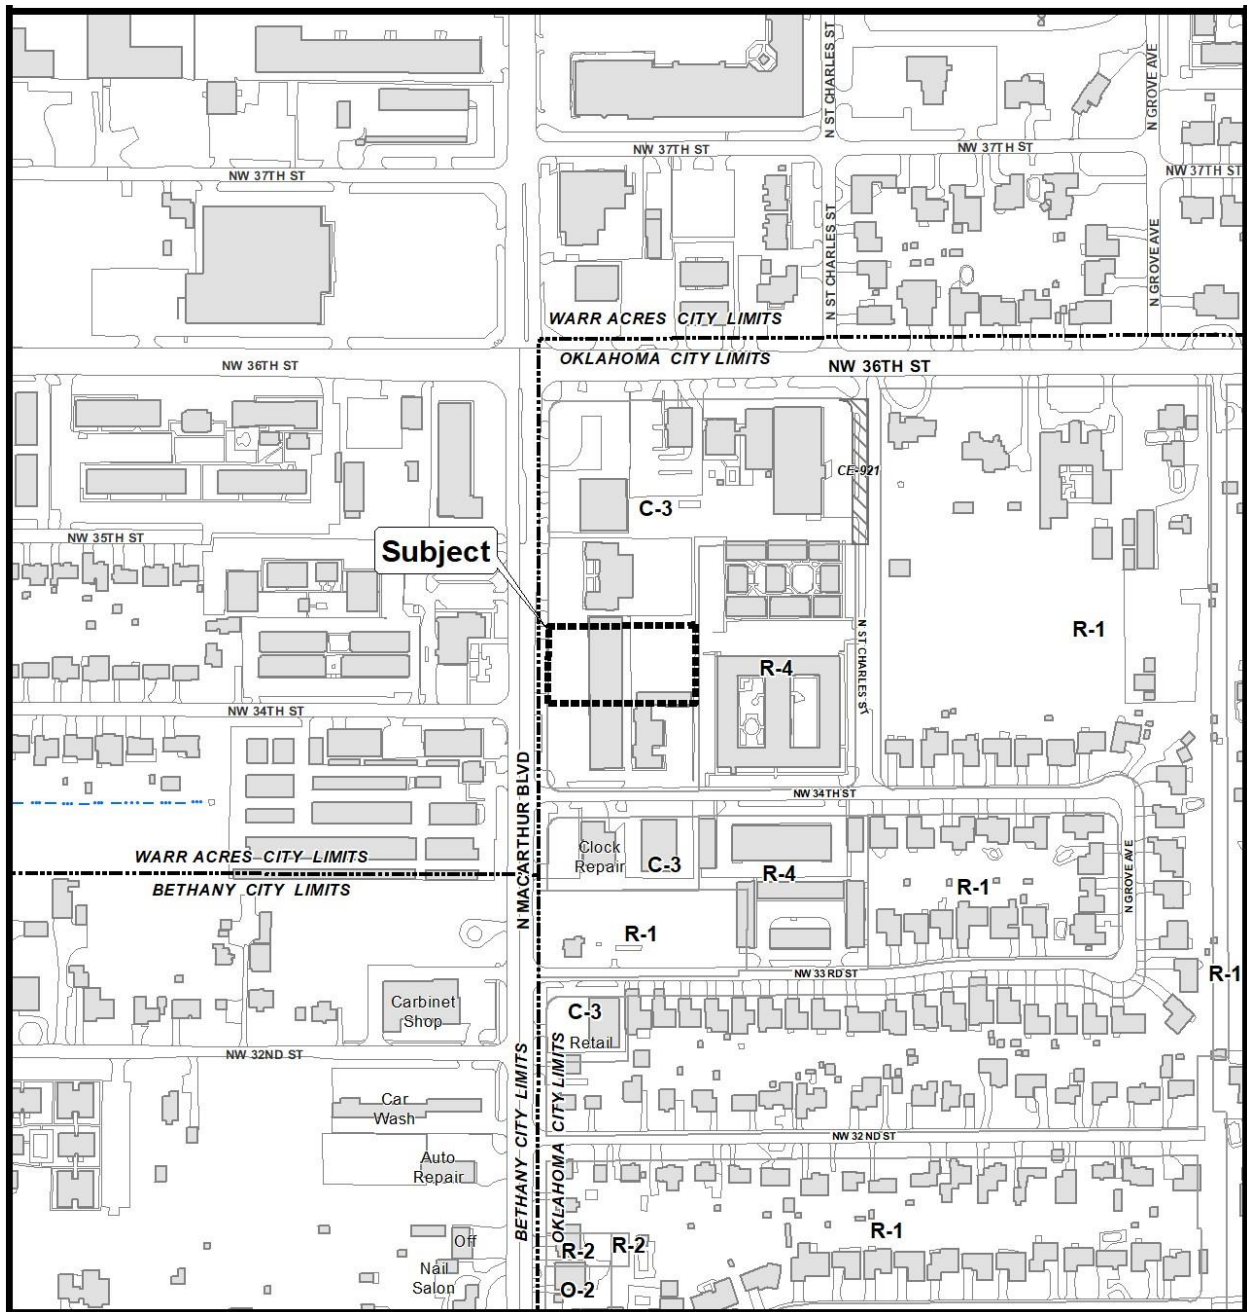 N ST CHARLES ST
N GROVE AVE
NW 37TH ST
NW 37TH ST
NW 37TH ST
NW 37TH ST
N ST CHARLES ST
N GROVE AVE
WARR ACRES CITY LIMITS
OKLAHOMA CITY LIMITS
NW 36TH ST
NW 36TH ST
CE-921
C-3
NW 35TH ST
Subject
R-1
N ST CHARLES ST
R-4
NW 34TH ST
N MACARTHUR BLVD
NW 34TH ST
Clock
Repair
C-3
R-4
R-1
N GROVE AVE
WARR ACRES CITY LIMITS
BETHANY CITY LIMITS
R-1
NW 33RD ST
R-1
Carbinet
Shop
C-3
Retail
NW 32ND ST
BETHANY CITY LIMITS
OKLAHOMA CITY LIMITS
Car
Wash
NW 32ND ST
Auto
Repair
R-1
Off
R-2
R-2
Nail
Salon
O-2